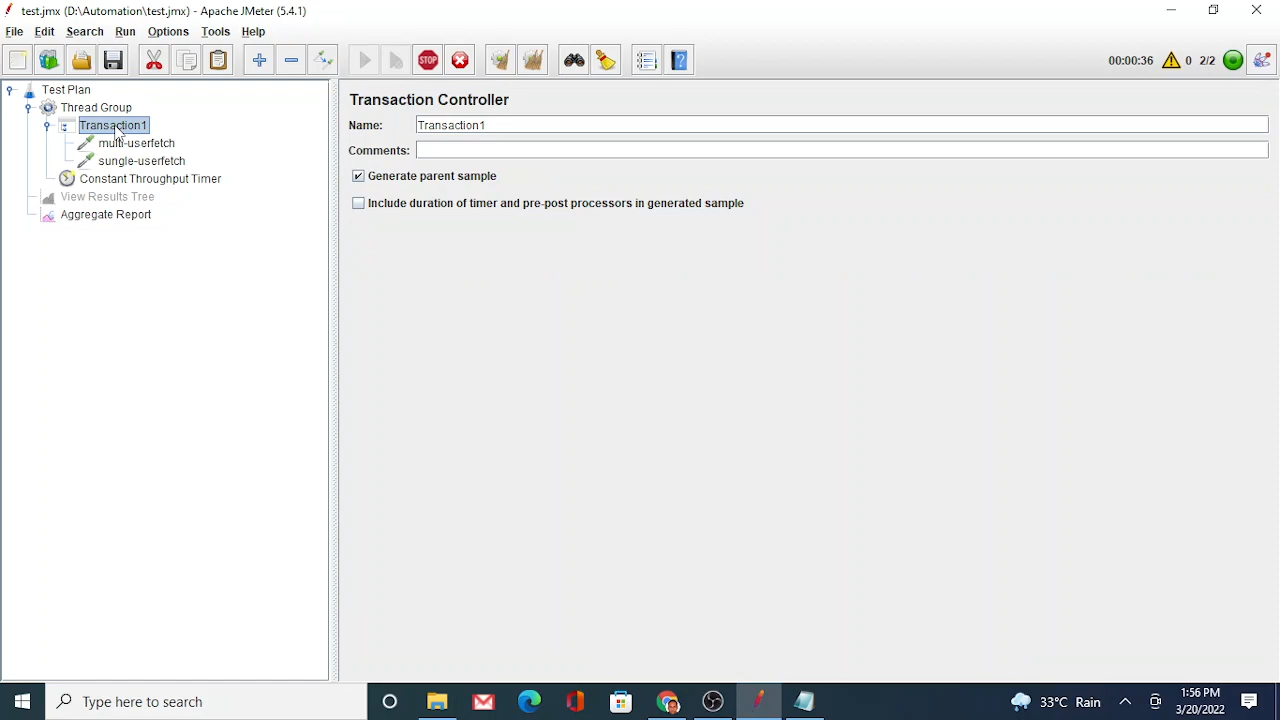 test.jmx (D:\Automation\test.jmx) - Apache JMeter (5.4.1)
File Edit Search Run Options Tools Help
STOP
00:00:36 0 2/2
Test Plan
Thread Group
Transaction1
multi-userfetch
sungle-userfetch
Constant Throughput Timer
View Results Tree
Aggregate Report
Transaction Controller
Name: Transaction1
Comments:
Generate parent sample
Include duration of timer and pre-post processors in generated sample
Type here to search
33°C Rain
1:56 PM
3/20/2022